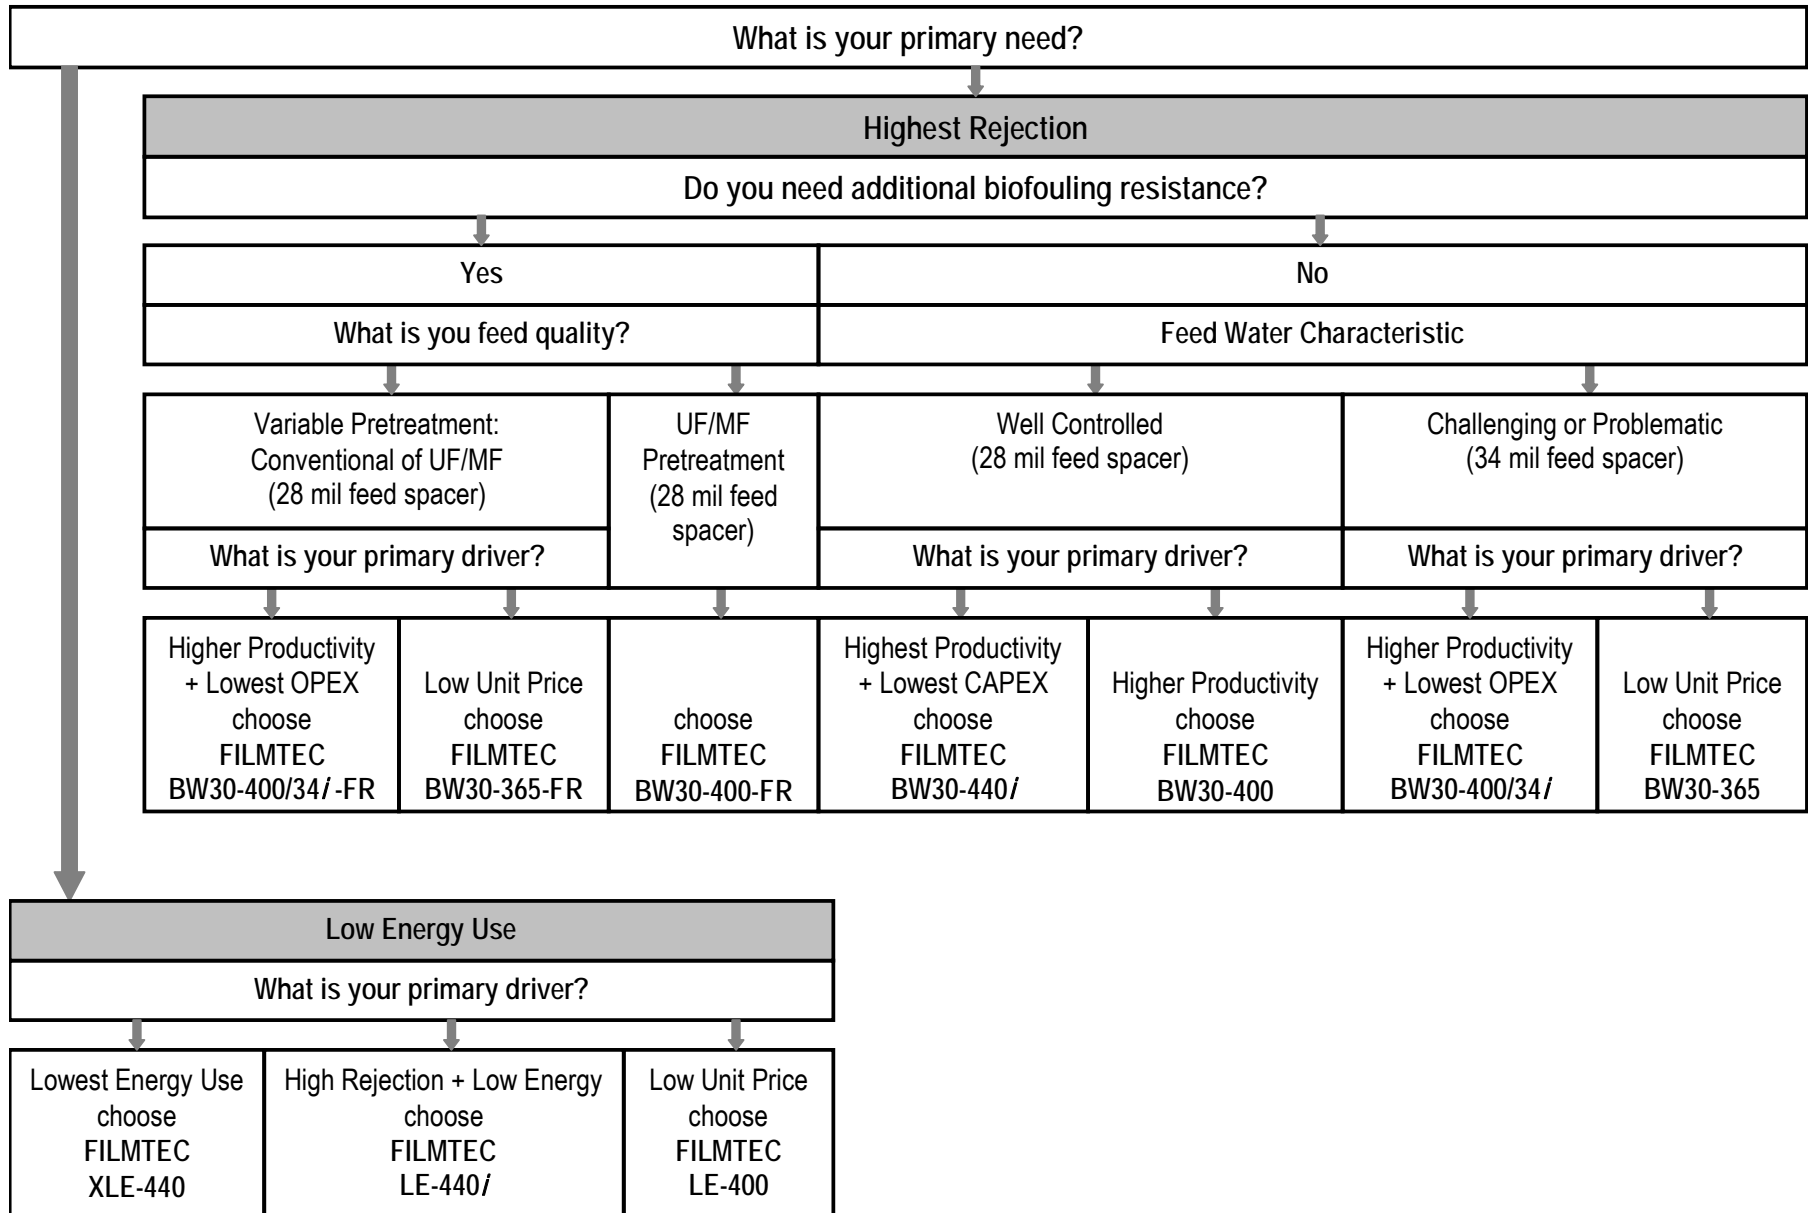 What is your primary need?
Highest Rejection
Do you need additional biofouling resistance?
Yes
No
What is you feed quality?
Feed Water Characteristic
Variable Pretreatment:
Conventional of UF/MF
(28 mil feed spacer)
UF/MF
Pretreatment
(28 mil feed
spacer)
Well Controlled
(28 mil feed spacer)
Challenging or Problematic
(34 mil feed spacer)
What is your primary driver?
What is your primary driver?
What is your primary driver?
Higher Productivity
+ Lowest OPEX
choose
FILMTEC
BW30-400/34i-FR
Low Unit Price
choose
FILMTEC
BW30-365-FR
choose
FILMTEC
BW30-400-FR
Highest Productivity
+ Lowest CAPEX
choose
FILMTEC
BW30-440i
Higher Productivity
choose
FILMTEC
BW30-400
Higher Productivity
+ Lowest OPEX
choose
FILMTEC
BW30-400/34i
Low Unit Price
choose
FILMTEC
BW30-365
Low Energy Use
What is your primary driver?
Lowest Energy Use
choose
FILMTEC
XLE-440
High Rejection + Low Energy
choose
FILMTEC
LE-440i
Low Unit Price
choose
FILMTEC
LE-400